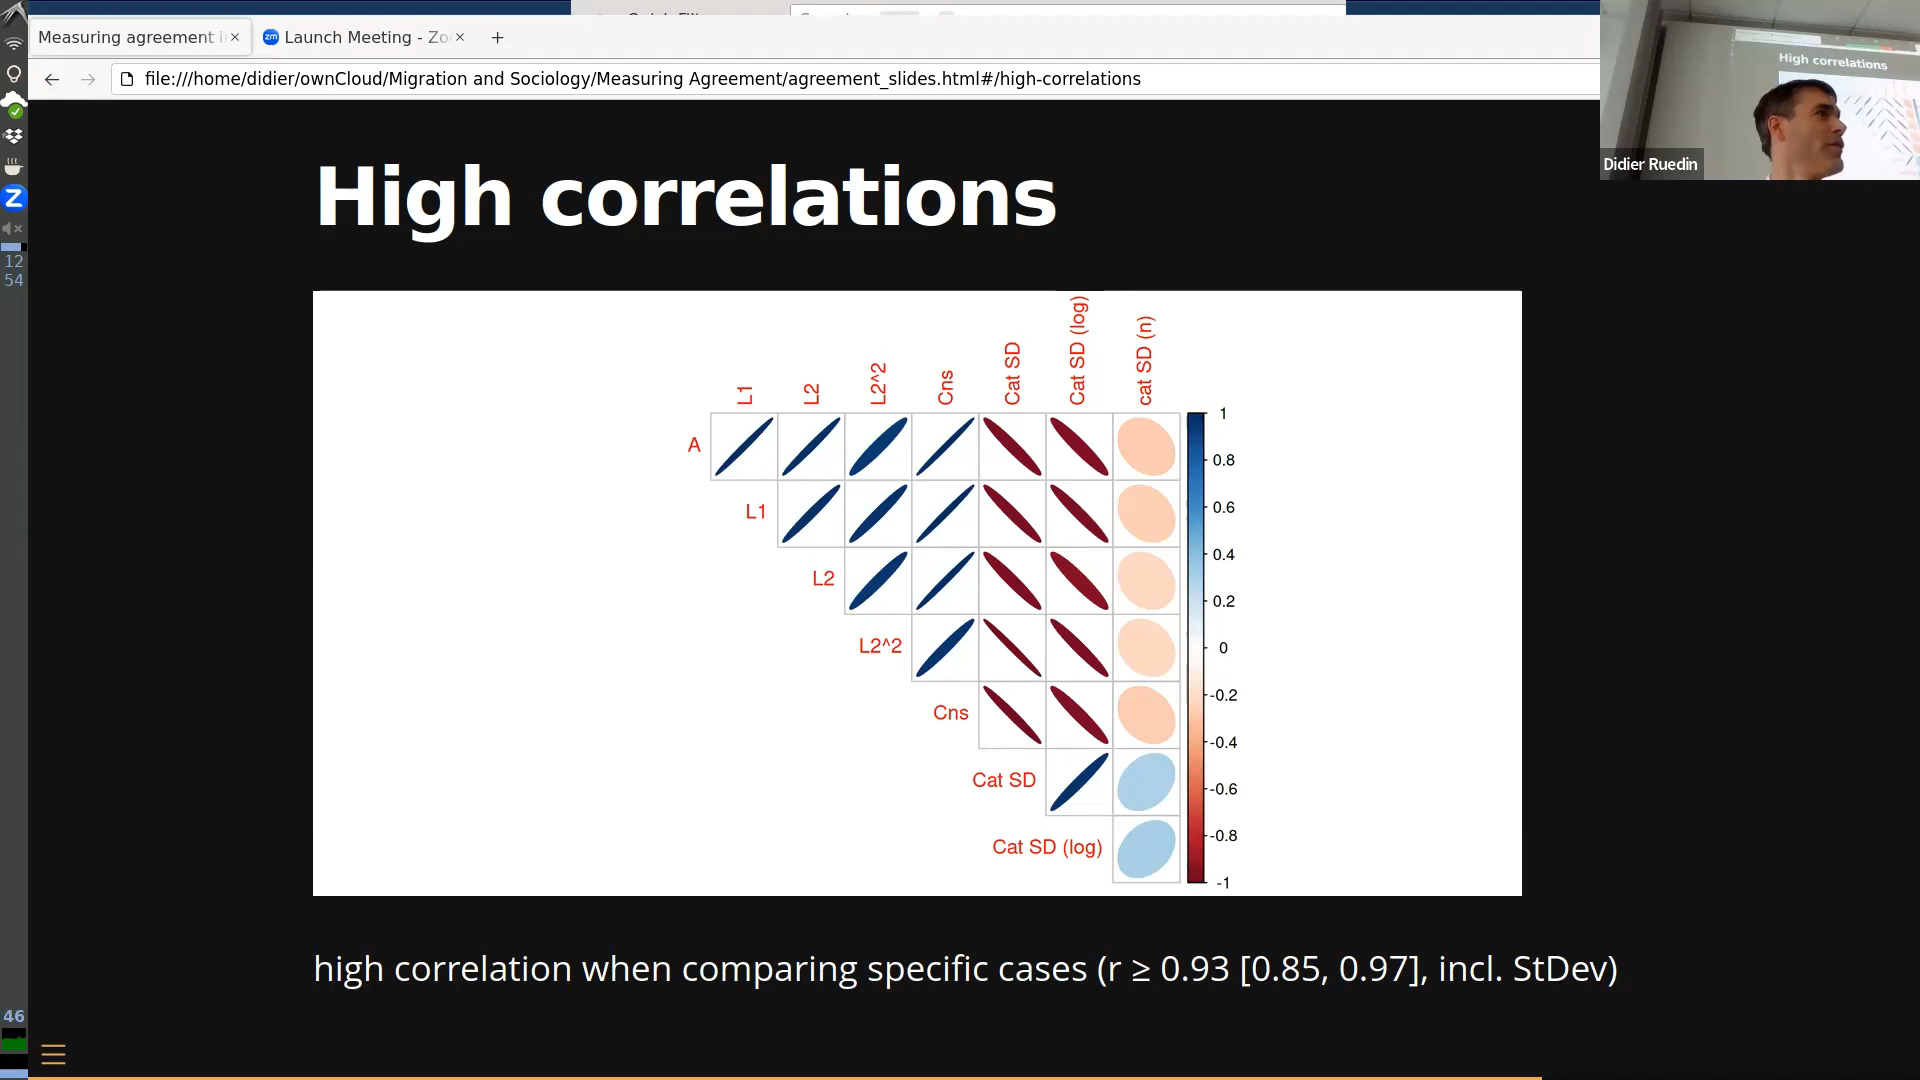 Measuring agreement i
Launch Meeting - Zo
file:///home/didier/ownCloud/Migration and Sociology/Measuring Agreement/agreement_slides.html#/high-correlations
High correlations
Didier Ruedin
12
54
High correlations
L1
L2
L2^2
Cns
Cat SD
Cat SD (log)
cat SD (n)
A
L1
L2
L2^2
Cns
Cat SD
Cat SD (log)
1
0.8
0.6
0.4
0.2
0
-0.2
-0.4
-0.6
-0.8
-1
high correlation when comparing specific cases (r ≥ 0.93 [0.85, 0.97], incl. StDev)
46